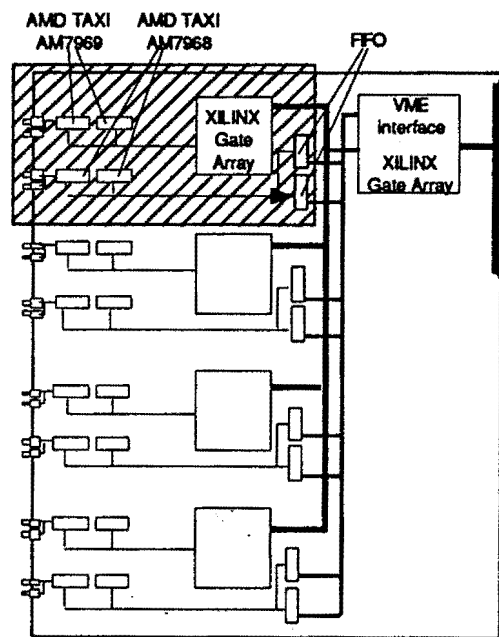 AMD TAXI
AM7969
AMD TAXI
AM7968
FIFO
XILINX
Gate
Array
VME
interface
XILINX
Gate Array